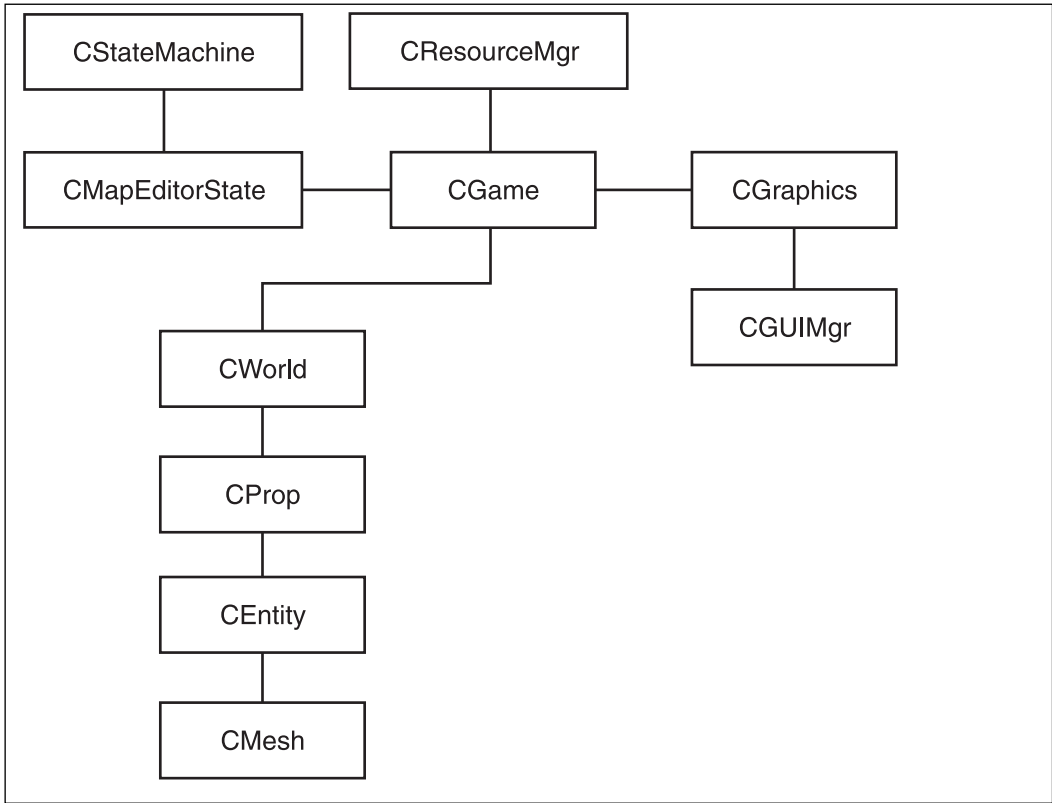 CStateMachine
CResourceMgr
CMapEditorState
CGame
CGraphics
CGUIMgr
CWorld
CProp
CEntity
CMesh